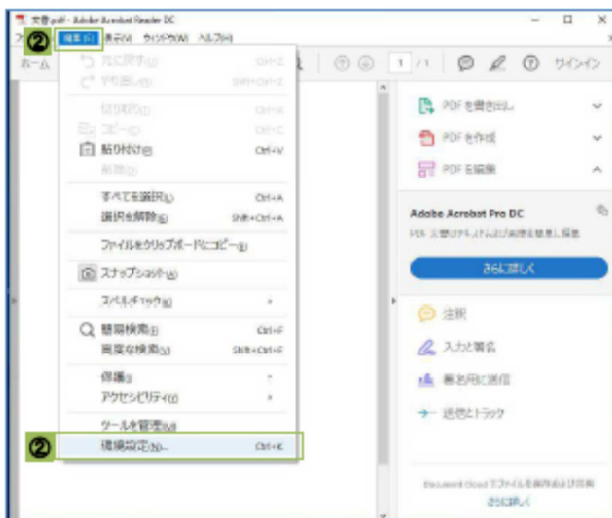 文書.pdf - Adobe Acrobat Reader DC
② 編集(E) 表示(V) ウィンドウ(W) ヘルプ(H)
ホーム
1 / 1
サインイン
元に戻す(U) Ctrl+Z
やり直し(R) Shift+Ctrl+Z
切り取り(T) Ctrl+X
コピー(C) Ctrl+C
貼り付け(P) Ctrl+V
削除(D)
すべてを選択(L) Ctrl+A
選択を解除(E) Shift+Ctrl+A
ファイルをクリップボードにコピー(B)
スナップショット(A)
スペルチェック(K)
簡易検索(F) Ctrl+F
高度な検索(V) Shift+Ctrl+F
保護(I)
アクセシビリティ(Y)
ツールを管理(M)
② 環境設定(N)... Ctrl+K
PDF を書き出し
PDF を作成
PDF を編集
Adobe Acrobat Pro DC
さらに詳しく
注釈
入力と署名
署名用に送信
送信とトラック
さらに詳しく